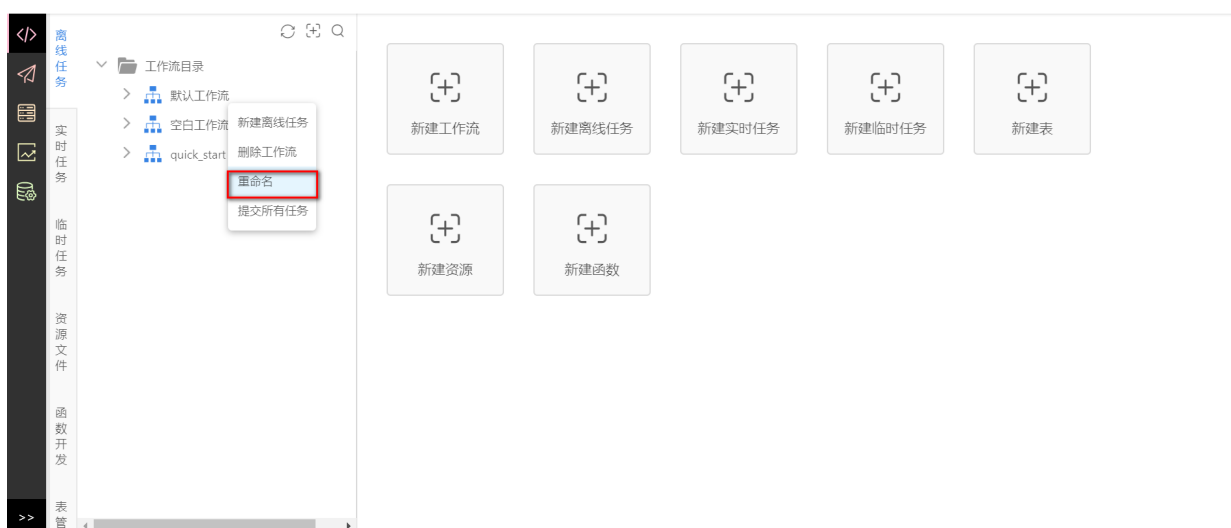 </>
离线任务
实时任务
临时任务
资源文件
函数开发
表管
>>
工作流目录
默认工作流
空白工作流
quick_start
新建离线任务
删除工作流
重命名
提交所有任务
新建工作流
新建离线任务
新建实时任务
新建临时任务
新建表
新建资源
新建函数